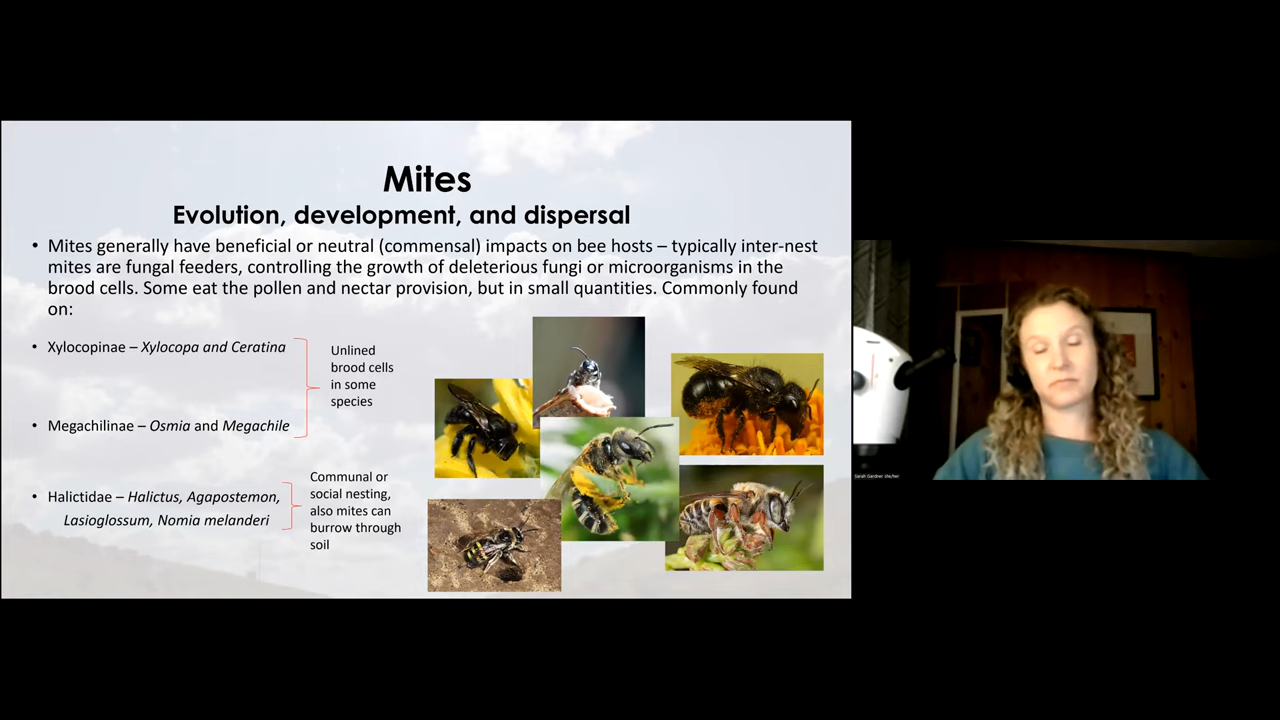 Mites
Evolution, development, and dispersal
• Mites generally have beneficial or neutral (commensal) impacts on bee hosts – typically inter-nest
mites are fungal feeders, controlling the growth of deleterious fungi or microorganisms in the
brood cells. Some eat the pollen and nectar provision, but in small quantities. Commonly found
on:
• Xylocopinae – Xylocopa and Ceratina
Unlined
brood cells
in some
species
• Megachilinae – Osmia and Megachile
• Halictidae – Halictus, Agapostemon,
Lasioglossum, Nomia melanderi
Communal or
social nesting,
also mites can
burrow through
soil
Sarah Gardner she/her